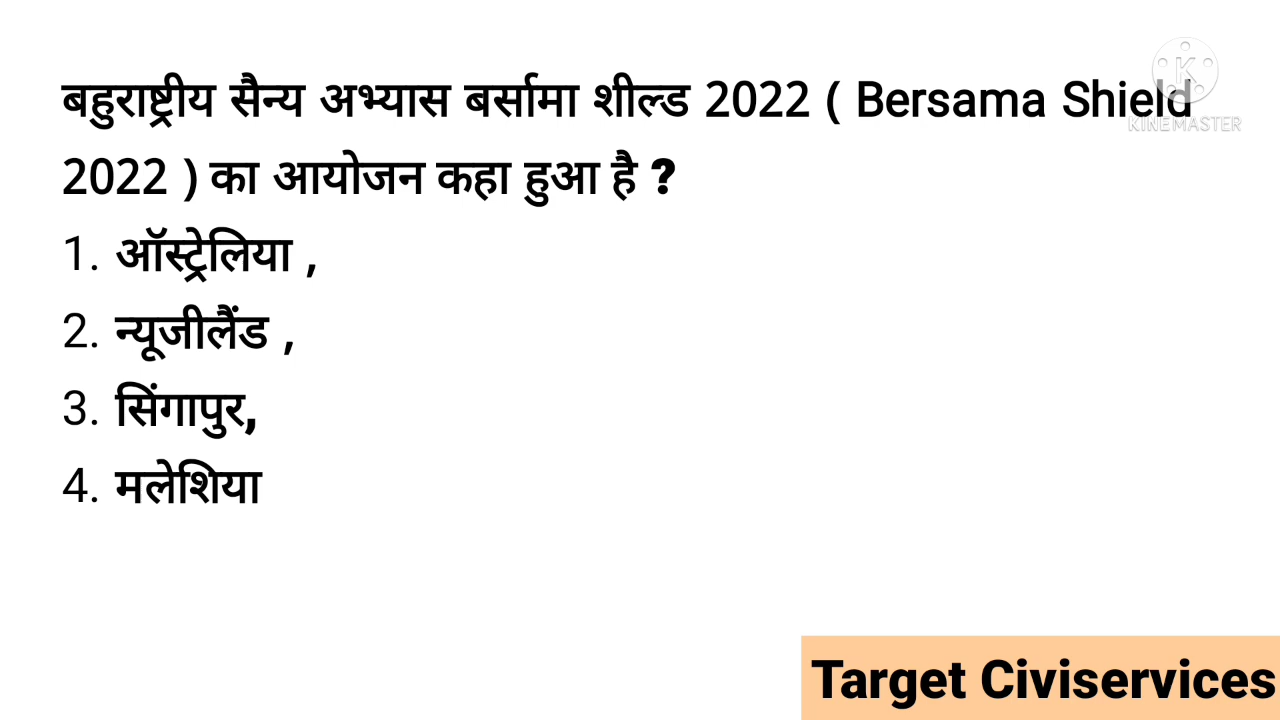 बहुराष्ट्रीय सैन्य अभ्यास बर्सामा शील्ड 2022 ( Bersama Shield
2022 ) का आयोजन कहा हुआ है ?
1. ऑस्ट्रेलिया ,
2. न्यूजीलैंड ,
3. सिंगापुर,
4. मलेशिया
K
KINEMASTER
Target Civiservices